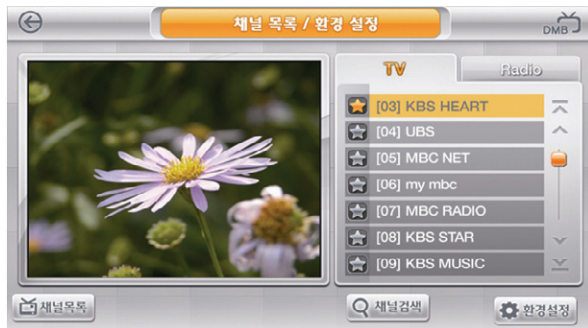 채널 목록 / 환경 설정
DMB
TV
Radio
[03] KBS HEART
[04] UBS
[05] MBC NET
[06] my mbc
[07] MBC RADIO
[08] KBS STAR
[09] KBS MUSIC
채널목록
채널검색
환경설정